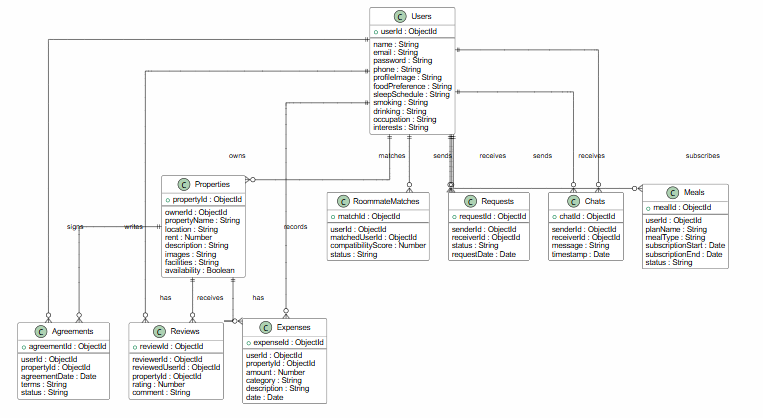 C Users
userId : ObjectId
name : String
email : String
password : String
phone : String
profileImage : String
foodPreference : String
sleepSchedule : String
smoking : String
drinking : String
occupation : String
interests : String
owns
matches
sends
receives
sends
receives
subscribes
C Properties
propertyId : ObjectId
ownerId : ObjectId
propertyName : String
location : String
rent : Number
description : String
images : String
facilities : String
availability : Boolean
C RoommateMatches
matchId : ObjectId
userId : ObjectId
matchedUserId : ObjectId
compatibilityScore : Number
status : String
C Requests
requestId : ObjectId
senderId : ObjectId
receiverId : ObjectId
status : String
requestDate : Date
C Chats
chatId : ObjectId
senderId : ObjectId
receiverId : ObjectId
message : String
timestamp : Date
C Meals
mealId : ObjectId
userId : ObjectId
planName : String
mealType : String
subscriptionStart : Date
subscriptionEnd : Date
status : String
signs
writes
records
has
receives
has
C Agreements
agreementId : ObjectId
userId : ObjectId
propertyId : ObjectId
agreementDate : Date
terms : String
status : String
C Reviews
reviewId : ObjectId
reviewerId : ObjectId
reviewedUserId : ObjectId
propertyId : ObjectId
rating : Number
comment : String
C Expenses
expenseId : ObjectId
userId : ObjectId
propertyId : ObjectId
amount : Number
category : String
description : String
date : Date